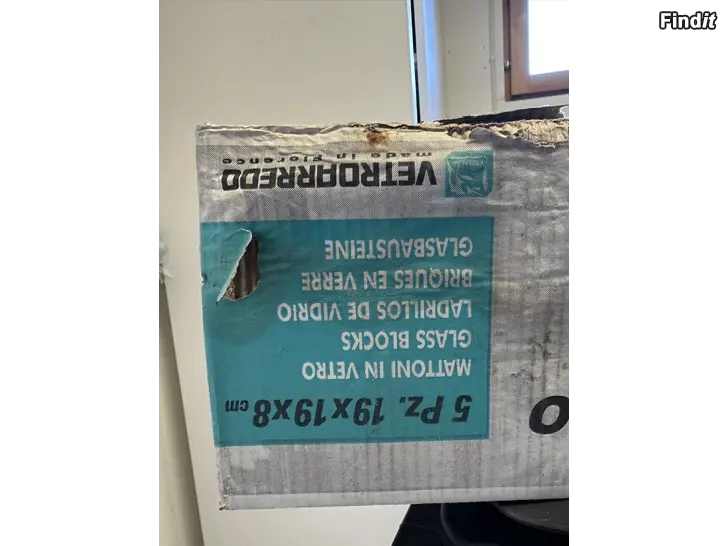 Findit
VETROARREDO
made in Florence
GLASBAUSTEINE
BRIQUES EN VERRE
LADRILLOS DE VIDRIO
GLASS BLOCKS
MATTONI IN VETRO
5 Pz. 19x19x8 cm